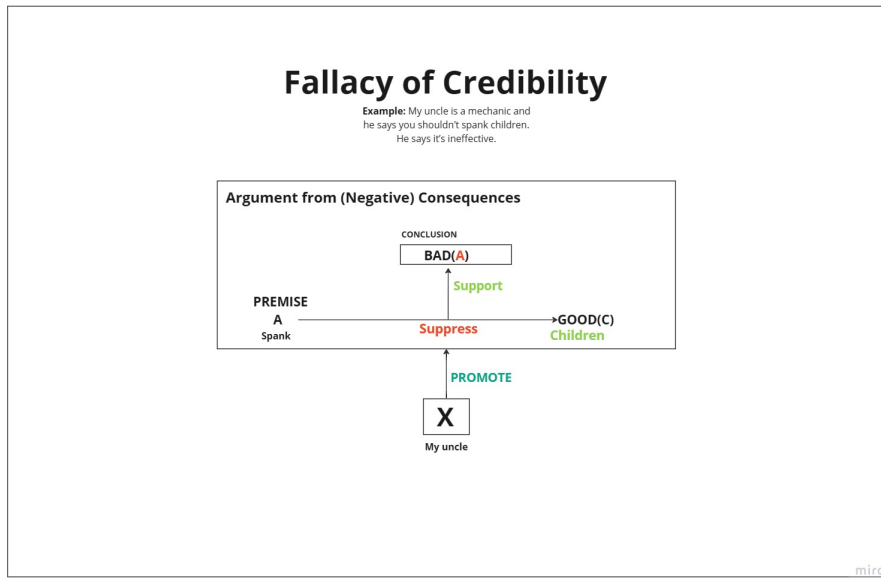 Fallacy of Credibility
Example: My uncle is a mechanic and
he says you shouldn't spank children.
He says it's ineffective.
Argument from (Negative) Consequences
CONCLUSION
BAD(A)
Support
PREMISE
A
Spank
Suppress
GOOD(C)
Children
PROMOTE
X
My uncle
miro